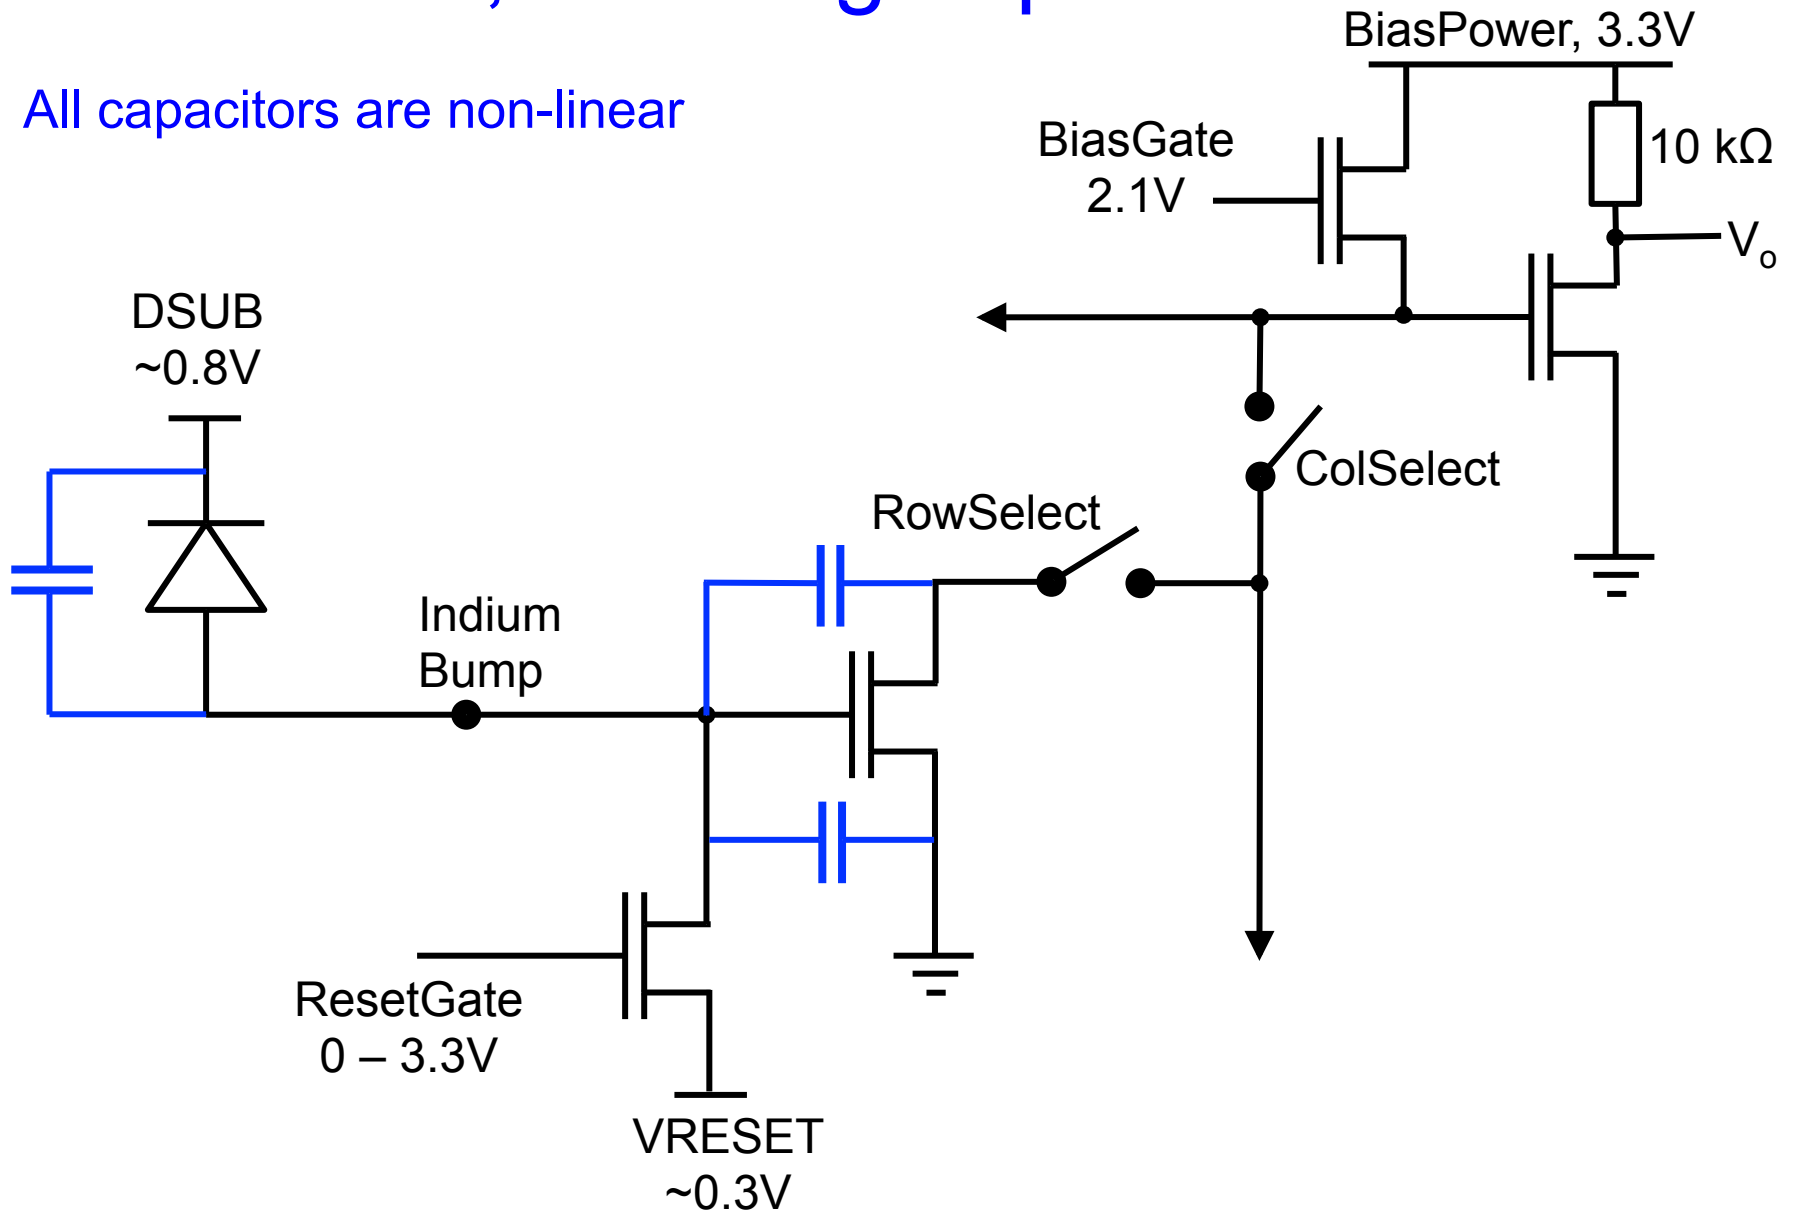 BiasPower, 3.3V
All capacitors are non-linear
BiasGate
2.1V
10 kΩ
Vo
DSUB
~0.8V
ColSelect
RowSelect
Indium
Bump
ResetGate
0 – 3.3V
VRESET
~0.3V